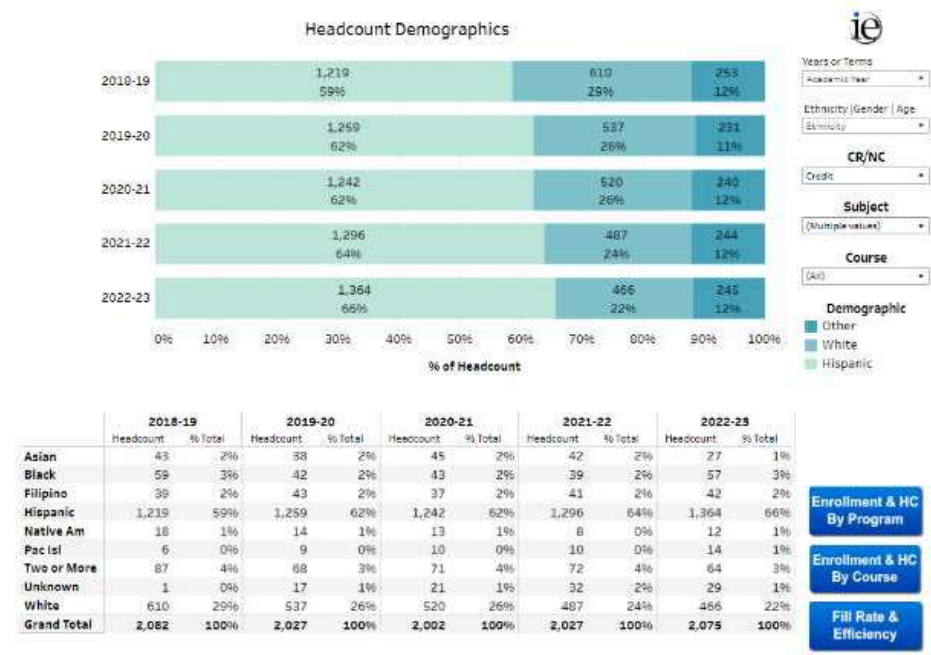 Headcount Demographics
ie
Years or Terms
Academic Year
Ethnicity |Gender | Age
Ethnicity
CR/NC
Credit
Subject
(Multiple values)
Course
(All)
Demographic
Other
White
Hispanic
2018-19
1,219 610 253
59% 29% 12%
2019-20
1,259 537 231
62% 26% 11%
2020-21
1,242 520 240
62% 26% 12%
2021-22
1,296 487 244
64% 24% 12%
2022-23
1,364 466 245
66% 22% 12%
0% 10% 20% 30% 40% 50% 60% 70% 80% 90% 100%
% of Headcount
2018-19 2019-20 2020-21 2021-22 2022-23
Headcount % Total Headcount % Total Headcount % Total Headcount % Total Headcount % Total
Asian 43 2% 38 2% 45 2% 42 2% 27 1%
Black 59 3% 42 2% 43 2% 39 2% 57 3%
Filipino 39 2% 43 2% 37 2% 41 2% 42 2%
Hispanic 1,219 59% 1,259 62% 1,242 62% 1,296 64% 1,364 66%
Native Am 18 1% 14 1% 13 1% 8 0% 12 1%
Pac Isl 6 0% 9 0% 10 0% 10 0% 14 1%
Two or More 87 4% 68 3% 71 4% 72 4% 64 3%
Unknown 1 0% 17 1% 21 1% 32 2% 29 1%
White 610 29% 537 26% 520 26% 487 24% 466 22%
Grand Total 2,082 100% 2,027 100% 2,002 100% 2,027 100% 2,075 100%
Enrollment & HC
By Program
Enrollment & HC
By Course
Fill Rate &
Efficiency